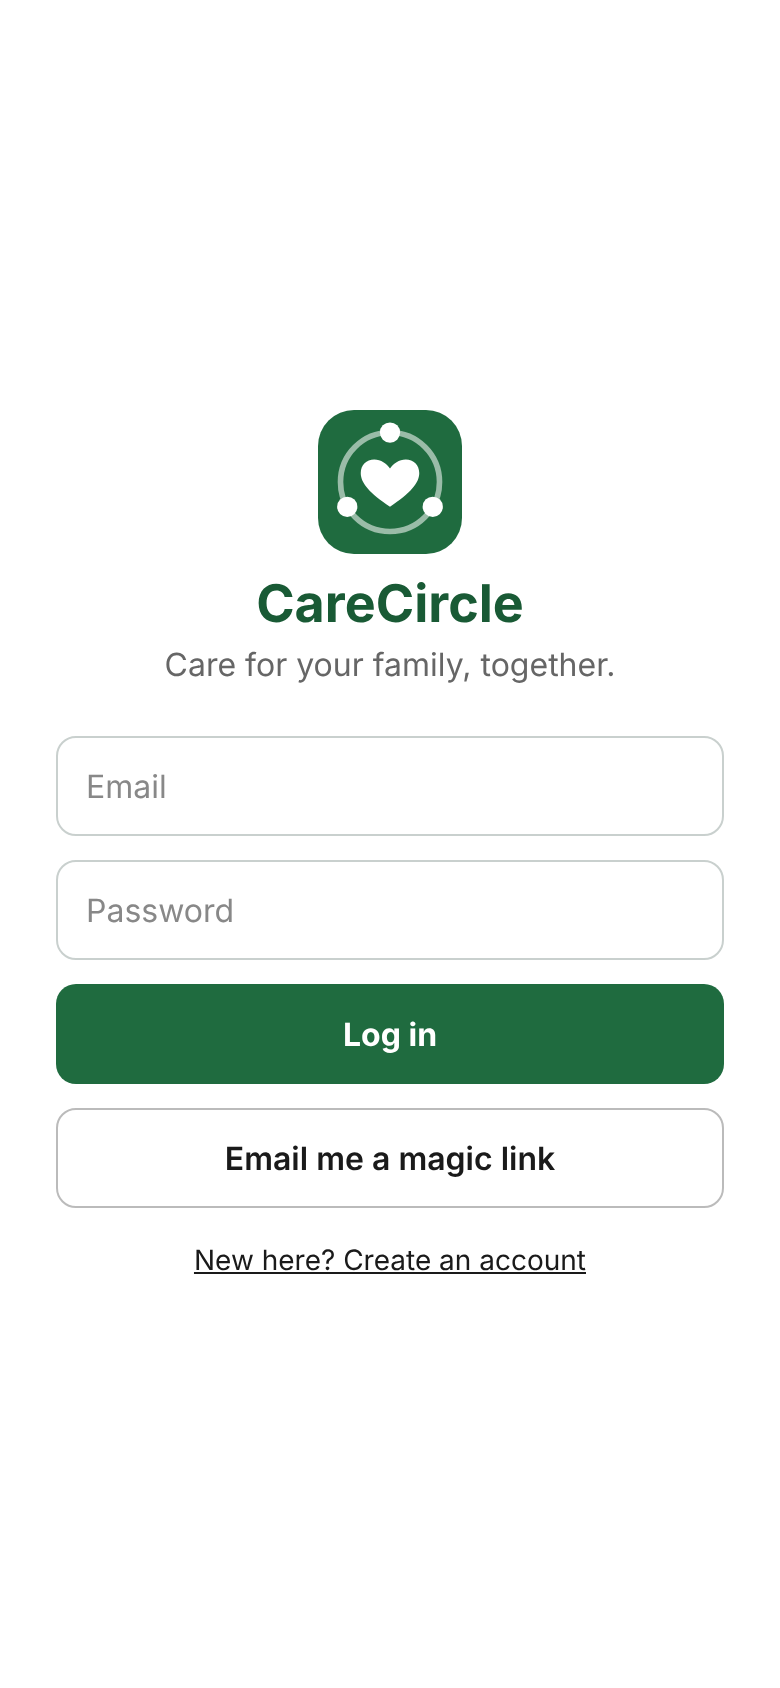 CareCircle
Care for your family, together.
Email
Password
Log in
Email me a magic link
New here? Create an account